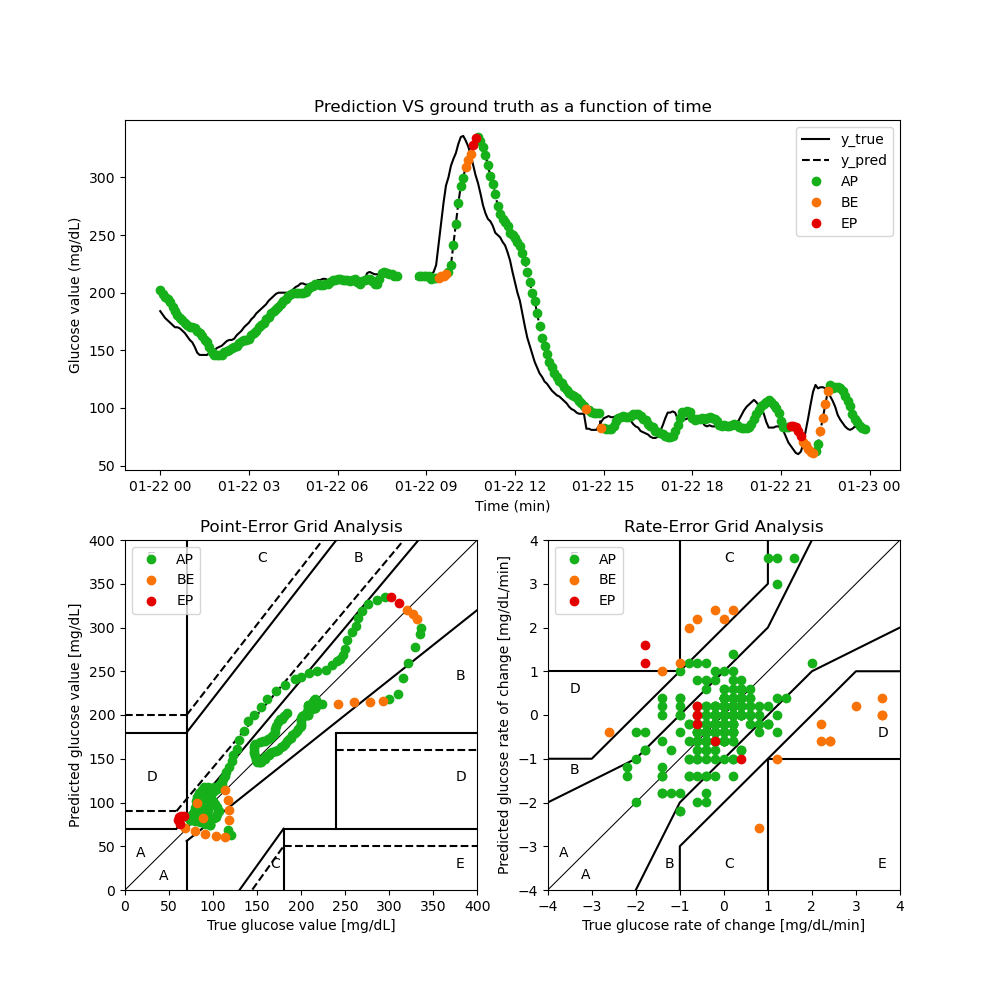 Prediction VS ground truth as a function of time
Glucose value (mg/dL)
300
250
200
150
100
50
y_true
y_pred
AP
BE
EP
01-22 00 01-22 03 01-22 06 01-22 09 01-22 12 01-22 15 01-22 18 01-22 21 01-23 00
Time (min)
Point-Error Grid Analysis
Predicted glucose value [mg/dL]
400
350
300
250
200
150
100
50
0
AP
BE
EP
C B
B
D D
A
A C E
0 50 100 150 200 250 300 350 400
True glucose value [mg/dL]
Rate-Error Grid Analysis
Predicted glucose rate of change [mg/dL/min]
4
3
2
1
0
−1
−2
−3
−4
AP
BE
EP
C
D
D
B
A
A B C E
−4 −3 −2 −1 0 1 2 3 4
True glucose rate of change [mg/dL/min]